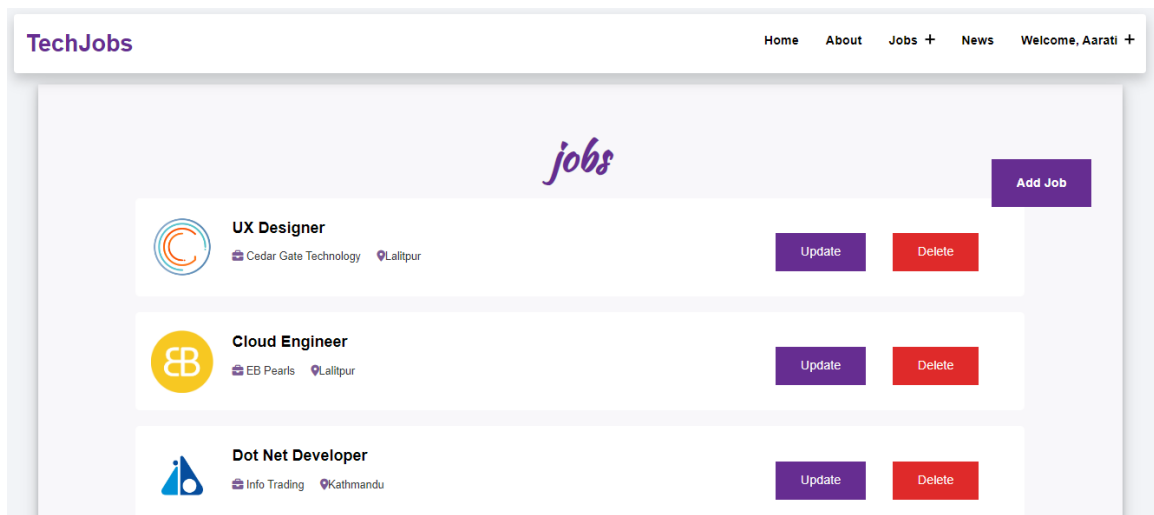 TechJobs Home About Jobs + News Welcome, Aarati +
jobs
Add Job
UX Designer
Cedar Gate Technology Lalitpur
Update Delete
EB
Cloud Engineer
EB Pearls Lalitpur
Update Delete
Dot Net Developer
Info Trading Kathmandu
Update Delete